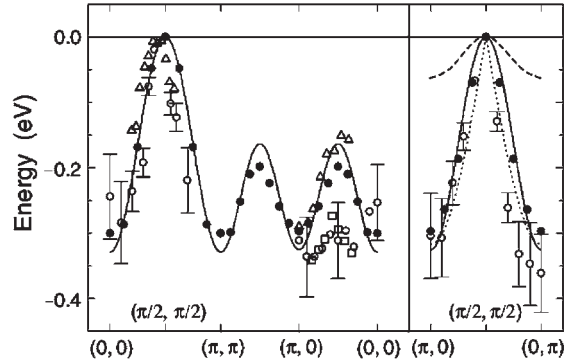 Energy (eV)
0.0
−0.2
−0.4
(π/2, π/2)
(π/2, π/2)
(0, 0)
(π, π)
(π, 0)
(0, 0)
(π, 0)
(0, π)